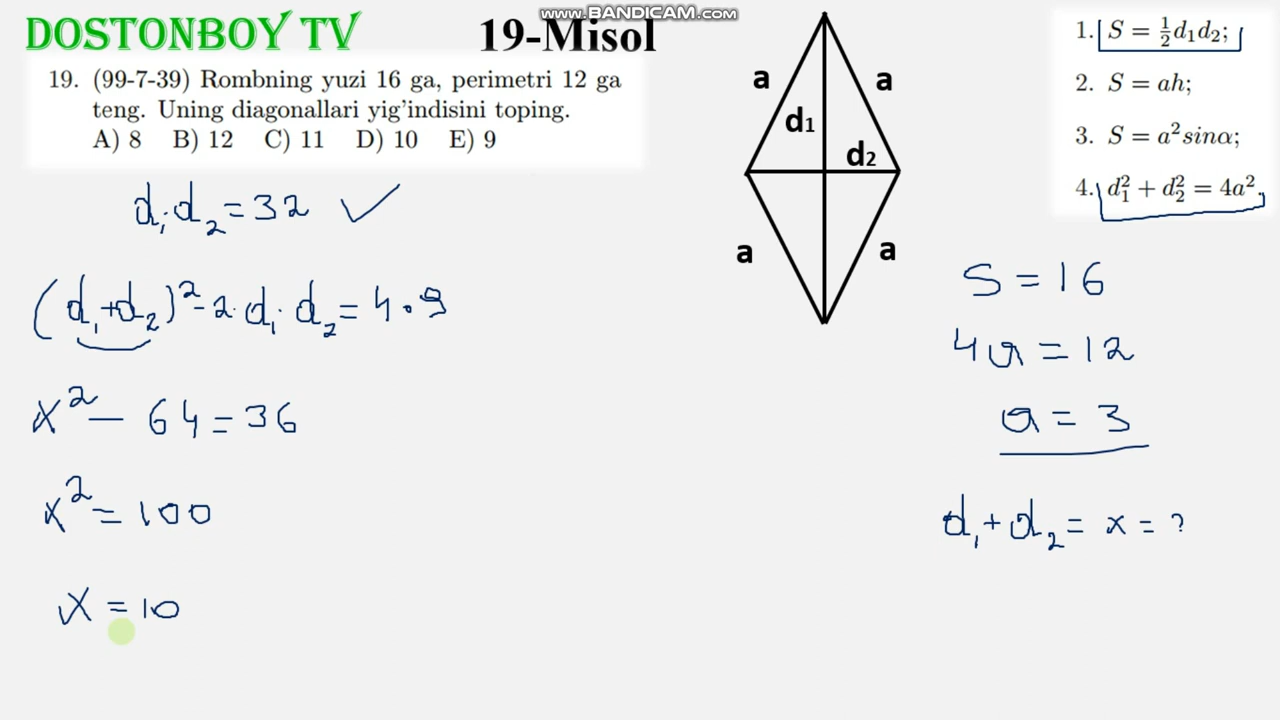 www.BANDICAM.com
DOSTONBOY TV
19-Misol
19. (99-7-39) Rombning yuzi 16 ga, perimetri 12 ga
teng. Uning diagonallari yig'indisini toping.
A) 8 B) 12 C) 11 D) 10 E) 9
d₁·d₂ = 32 ✓
(d₁+d₂)² - 2·d₁·d₂ = 4·9
x² - 64 = 36
x² = 100
x = 10
a
a
d1
d2
a
a
1. S = ½d₁d₂;
2. S = ah;
3. S = a²sinα;
4. d₁² + d₂² = 4a².
S = 16
4a = 12
a = 3
d₁ + d₂ = x = ?